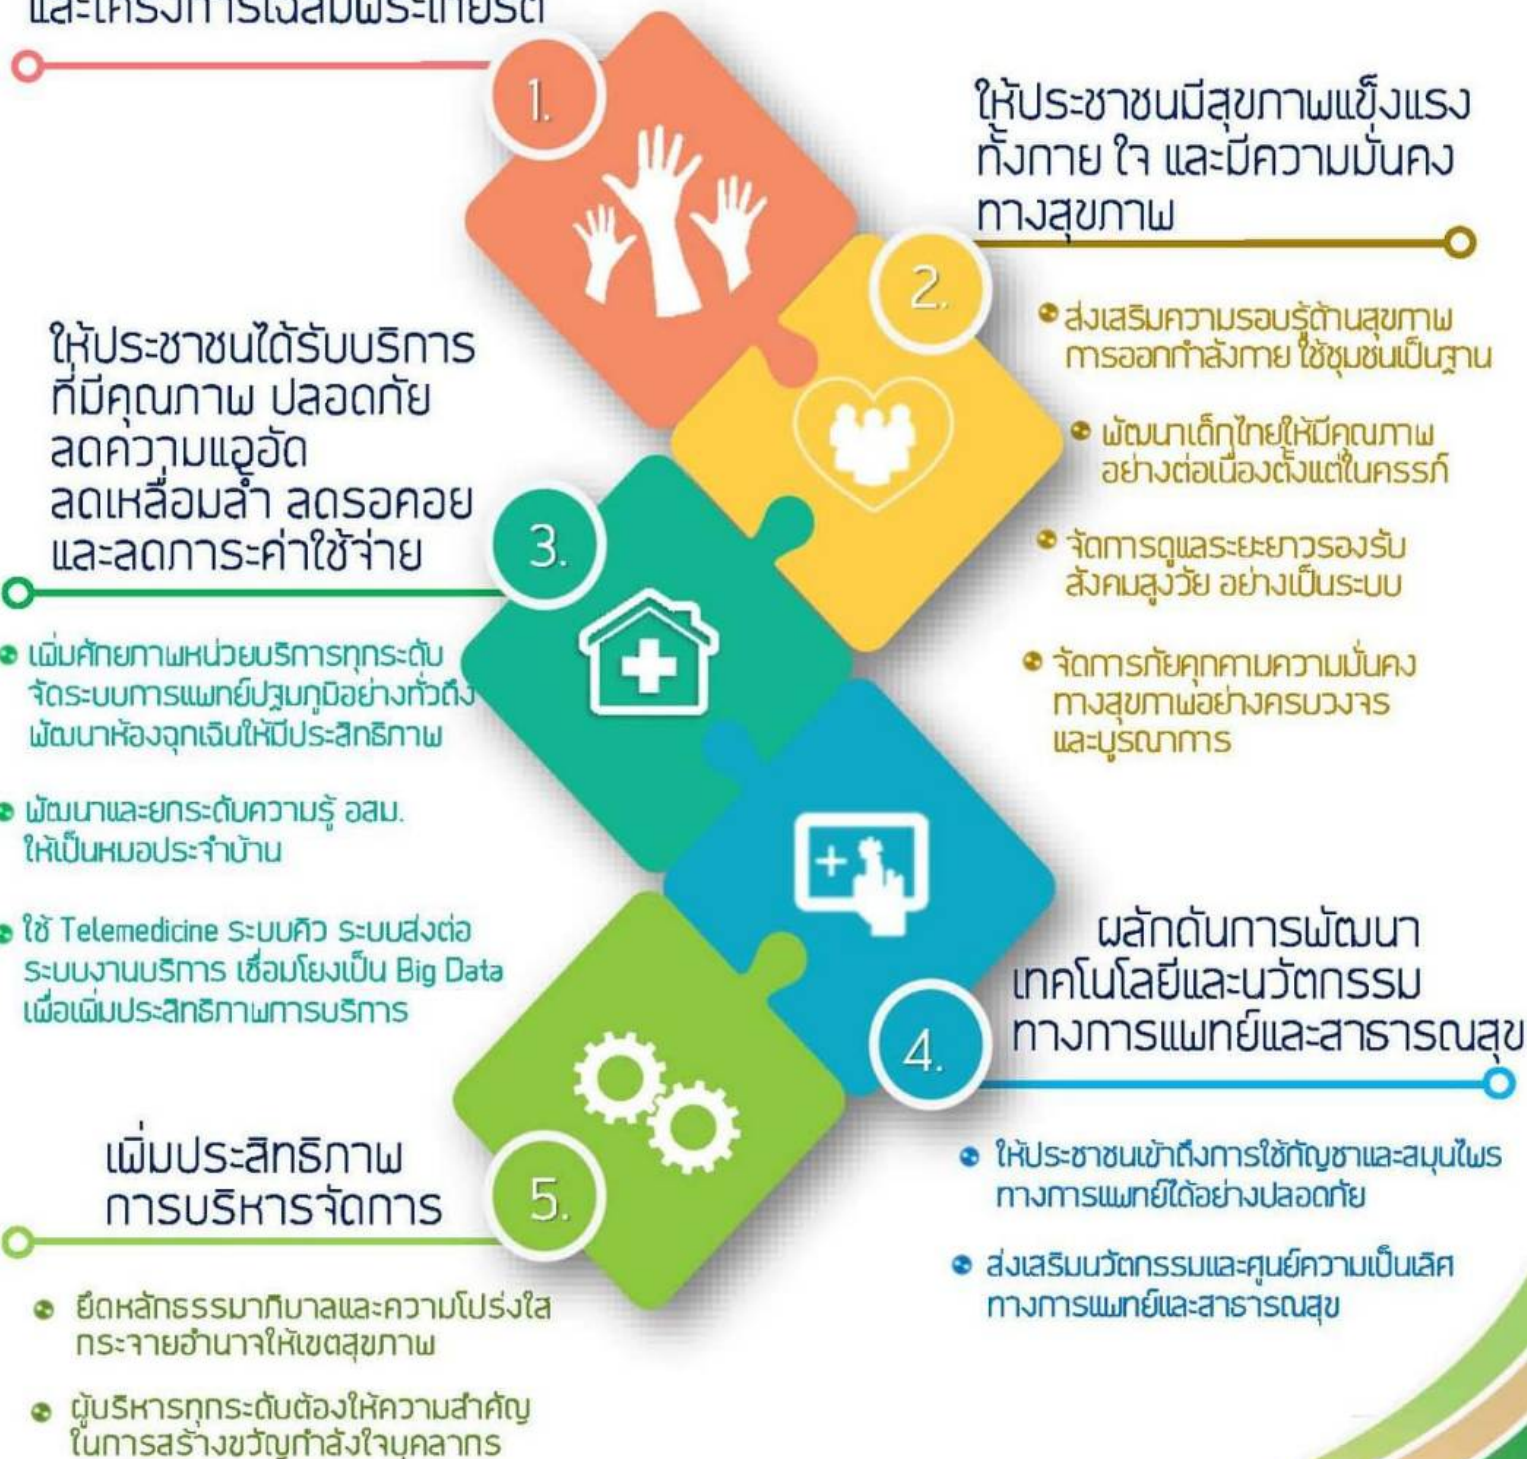 และโครงการเฉลิมพระเกียรติ
1.
ให้ประชาชนมีสุขภาพแข็งแรง
ทั้งกาย ใจ และมีความมั่นคง
ทางสุขภาพ
2.
ส่งเสริมความรอบรู้ด้านสุขภาพ
การออกกำลังกาย ใช้ชุมชนเป็นฐาน
พัฒนาเด็กไทยให้มีคุณภาพ
อย่างต่อเนื่องตั้งแต่ในครรภ์
จัดการดูแลระยะยาวรองรับ
สังคมสูงวัย อย่างเป็นระบบ
จัดการภัยคุกคามความมั่นคง
ทางสุขภาพอย่างครบวงจร
และบูรณาการ
ให้ประชาชนได้รับบริการ
ที่มีคุณภาพ ปลอดภัย
ลดความแออัด
ลดเหลื่อมล้ำ ลดรอคอย
และลดภาระค่าใช้จ่าย
3.
เพิ่มศักยภาพหน่วยบริการทุกระดับ
จัดระบบการแพทย์ปฐมภูมิอย่างทั่วถึง
พัฒนาห้องฉุกเฉินให้มีประสิทธิภาพ
พัฒนาและยกระดับความรู้ อสม.
ให้เป็นหมอประจำบ้าน
ใช้ Telemedicine ระบบคิว ระบบส่งต่อ
ระบบงานบริการ เชื่อมโยงเป็น Big Data
เพื่อเพิ่มประสิทธิภาพการบริการ
ผลักดันการพัฒนา
เทคโนโลยีและนวัตกรรม
ทางการแพทย์และสาธารณสุข
4.
ให้ประชาชนเข้าถึงการใช้กัญชาและสมุนไพร
ทางการแพทย์ได้อย่างปลอดภัย
ส่งเสริมนวัตกรรมและศูนย์ความเป็นเลิศ
ทางการแพทย์และสาธารณสุข
เพิ่มประสิทธิภาพ
การบริหารจัดการ
5.
ยึดหลักธรรมาภิบาลและความโปร่งใส
กระจายอำนาจให้เขตสุขภาพ
ผู้บริหารทุกระดับต้องให้ความสำคัญ
ในการสร้างขวัญกำลังใจบุคลากร